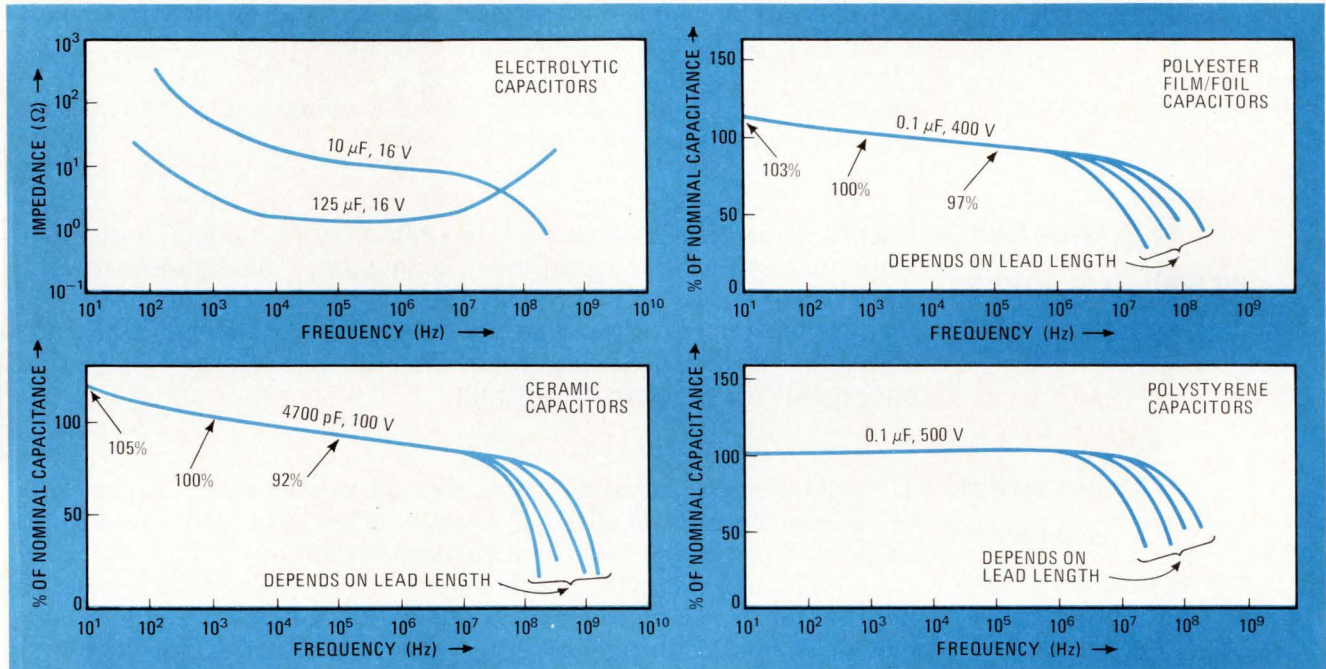 ELECTROLYTIC
CAPACITORS
IMPEDANCE (Ω)
10³
10²
10¹
10⁰
10⁻¹
10 µF, 16 V
125 µF, 16 V
10¹ 10² 10³ 10⁴ 10⁵ 10⁶ 10⁷ 10⁸ 10⁹ 10¹⁰
FREQUENCY (Hz)
POLYESTER
FILM/FOIL
CAPACITORS
% OF NOMINAL CAPACITANCE
150
100
50
0
0.1 µF, 400 V
103%
100%
97%
DEPENDS ON LEAD LENGTH
10¹ 10² 10³ 10⁴ 10⁵ 10⁶ 10⁷ 10⁸ 10⁹
FREQUENCY (Hz)
CERAMIC
CAPACITORS
% OF NOMINAL CAPACITANCE
100
50
0
4700 pF, 100 V
105%
100%
92%
DEPENDS ON LEAD LENGTH
10¹ 10² 10³ 10⁴ 10⁵ 10⁶ 10⁷ 10⁸ 10⁹ 10¹⁰
FREQUENCY (Hz)
POLYSTYRENE
CAPACITORS
% OF NOMINAL CAPACITANCE
150
100
50
0
0.1 µF, 500 V
DEPENDS ON
LEAD LENGTH
10¹ 10² 10³ 10⁴ 10⁵ 10⁶ 10⁷ 10⁸ 10⁹
FREQUENCY (Hz)